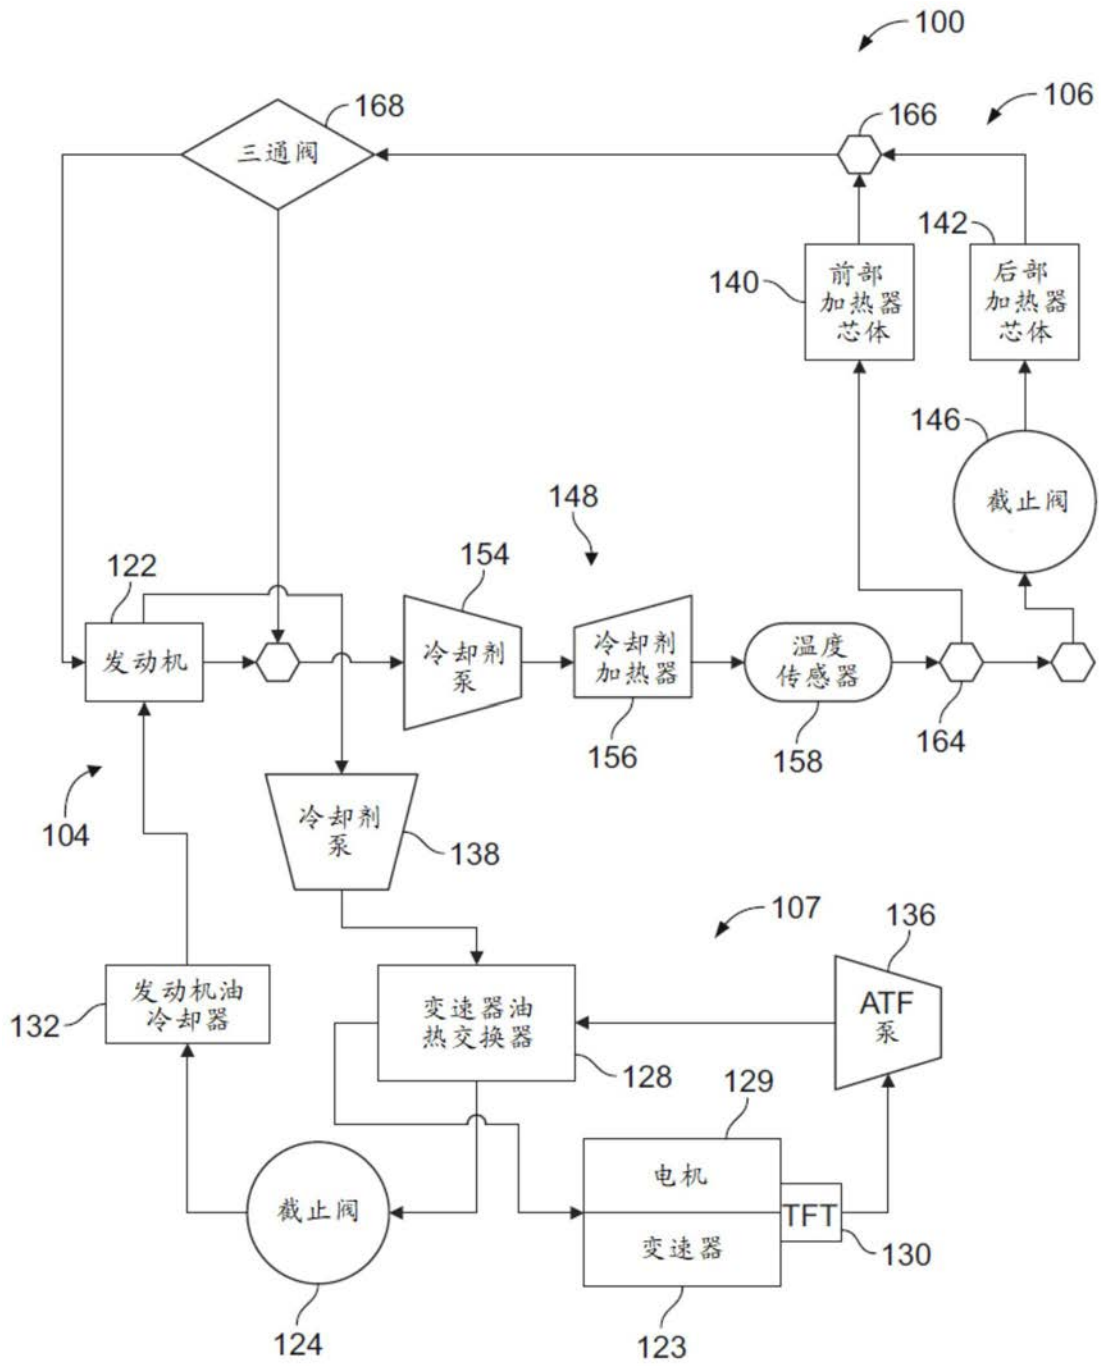 100
106
168
166
三通阀
142
140
前部
加热器
芯体
后部
加热器
芯体
146
截止阀
148
154
122
发动机
冷却剂
泵
冷却剂
加热器
温度
传感器
156
158
164
104
冷却剂
泵
138
107
136
发动机油
冷却器
132
变速器油
热交换器
128
ATF
泵
129
电机
TFT
变速器
130
截止阀
124
123